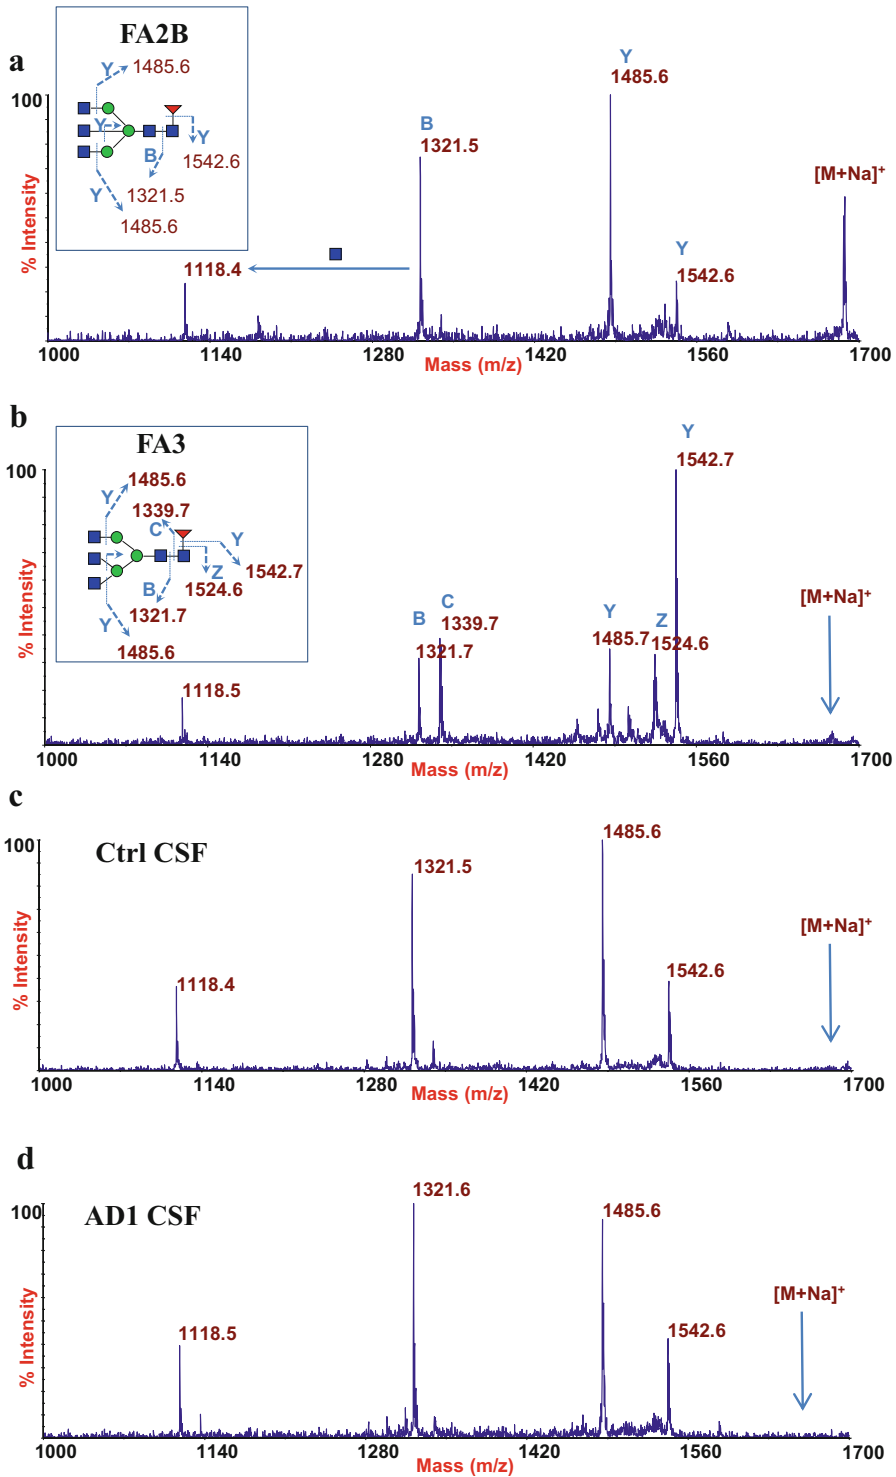 a
FA2B
Y
1485.6
Y
Y
B
1542.6
1321.5
Y
1485.6
Y
1485.6
B
1321.5
[M+Na]+
Y
1542.6
1118.4
100
% Intensity
1000 1140 1280 1420 1560 1700
Mass (m/z)
b
FA3
1485.6
Y
1339.7
C
Y
Z
1542.7
B
1524.6
1321.7
Y
1485.6
Y
1542.7
[M+Na]+
C
B
1339.7
1321.7
Y
1485.7
Z
1524.6
1118.5
100
% Intensity
1000 1140 1280 1420 1560 1700
Mass (m/z)
c
Ctrl CSF
1485.6
1321.5
[M+Na]+
1542.6
1118.4
100
% Intensity
1000 1140 1280 1420 1560 1700
Mass (m/z)
d
AD1 CSF
1321.6
1485.6
[M+Na]+
1542.6
1118.5
100
% Intensity
1000 1140 1280 1420 1560 1700
Mass (m/z)